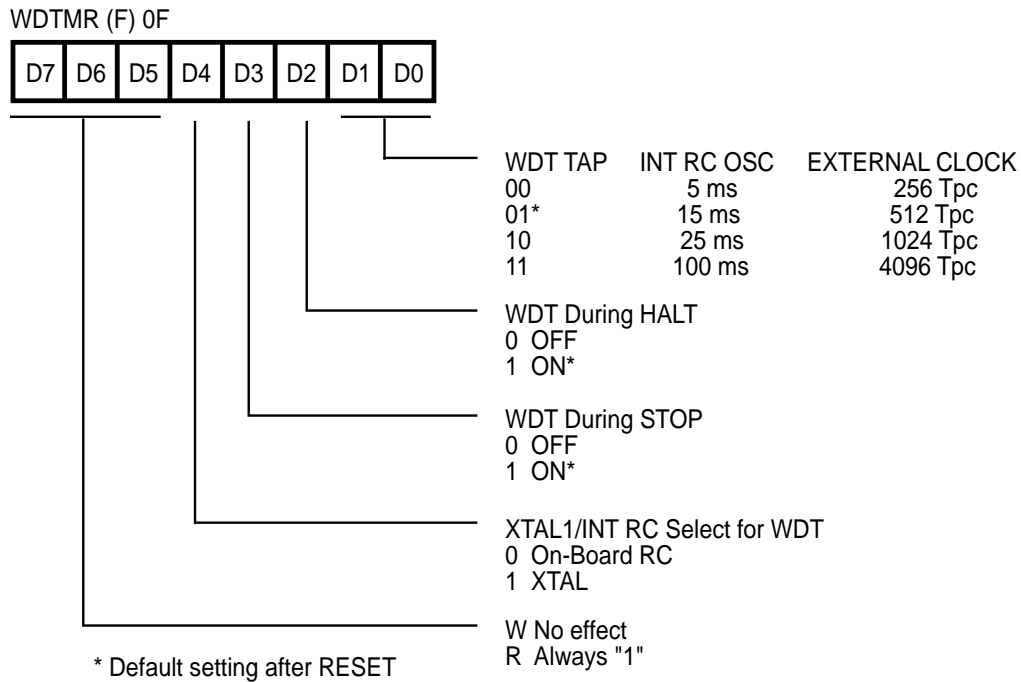 WDTMR (F) 0F
D7 D6 D5 D4 D3 D2 D1 D0
WDT TAP INT RC OSC EXTERNAL CLOCK
00 5 ms 256 Tpc
01* 15 ms 512 Tpc
10 25 ms 1024 Tpc
11 100 ms 4096 Tpc
WDT During HALT
0 OFF
1 ON*
WDT During STOP
0 OFF
1 ON*
XTAL1/INT RC Select for WDT
0 On-Board RC
1 XTAL
W No effect
R Always "1"
* Default setting after RESET